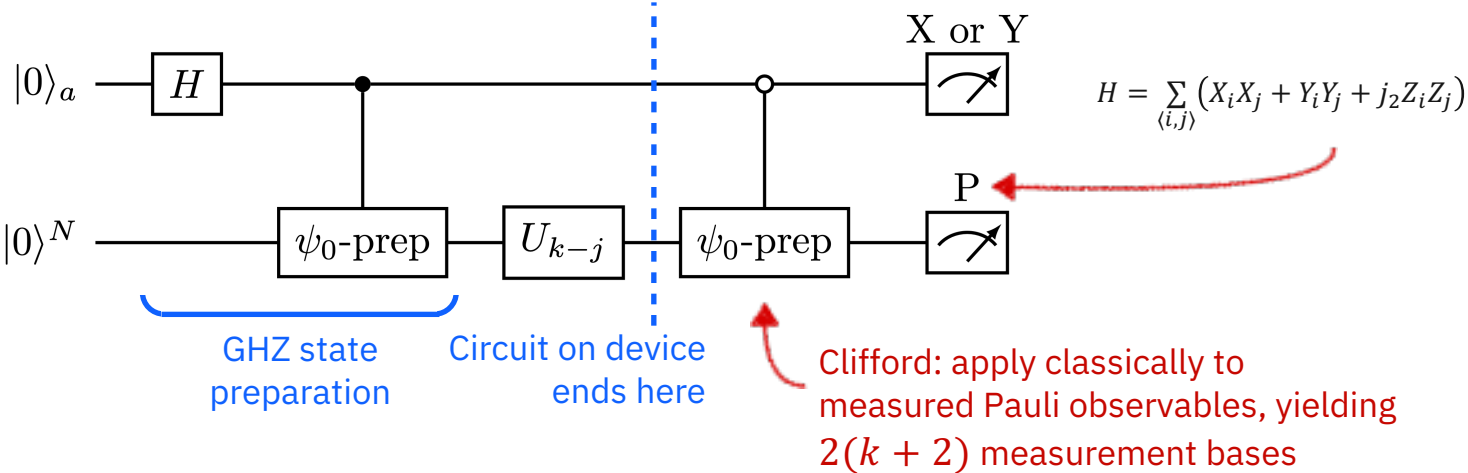 X or Y
|0⟩ₐ H
H = ∑⟨i,j⟩ (XᵢXⱼ + YᵢYⱼ + j₂ZᵢZⱼ)
P
|0⟩ᴺ ψ₀-prep U_{k−j} ψ₀-prep
GHZ state
preparation
Circuit on device
ends here
Clifford: apply classically to
measured Pauli observables, yielding
2(k + 2) measurement bases